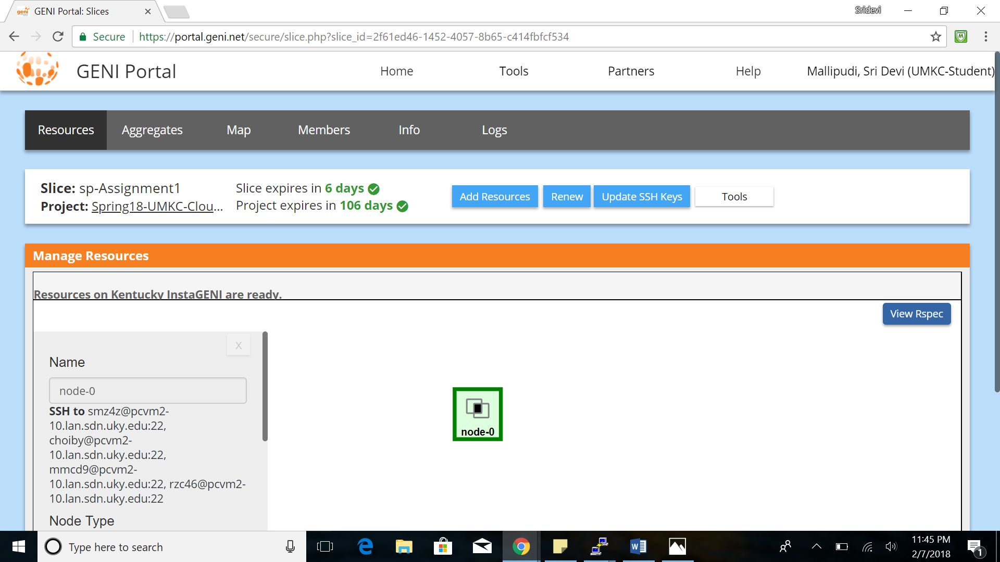 geni GENI Portal: Slices
Sridevi
Secure https://portal.geni.net/secure/slice.php?slice_id=2f61ed46-1452-4057-8b65-c414fbfcf534
GENI Portal Home Tools Partners Help Mallipudi, Sri Devi (UMKC-Student)
Resources Aggregates Map Members Info Logs
Slice: sp-Assignment1 Slice expires in 6 days
Project: Spring18-UMKC-Clou... Project expires in 106 days
Add Resources Renew Update SSH Keys Tools
Manage Resources
Resources on Kentucky InstaGENI are ready.
View Rspec
x
Name
node-0
SSH to smz4z@pcvm2-
10.lan.sdn.uky.edu:22,
choiby@pcvm2-
10.lan.sdn.uky.edu:22,
mmcd9@pcvm2-
10.lan.sdn.uky.edu:22, rzc46@pcvm2-
10.lan.sdn.uky.edu:22
Node Type
node-0
Type here to search
11:45 PM
2/7/2018
1